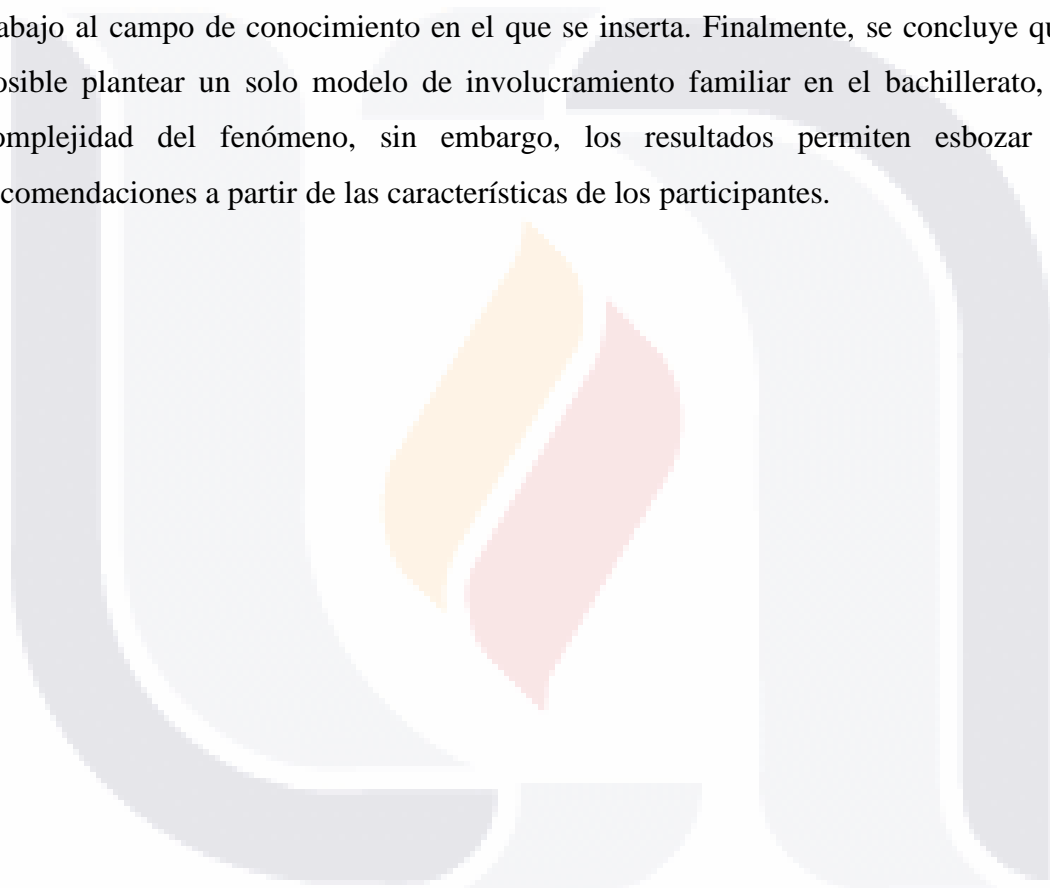 abajo al campo de conocimiento en el que se inserta. Finalmente, se concluye qu
osible plantear un solo modelo de involucramiento familiar en el bachillerato,
omplejidad del fenómeno, sin embargo, los resultados permiten esbozar
comendaciones a partir de las características de los participantes.